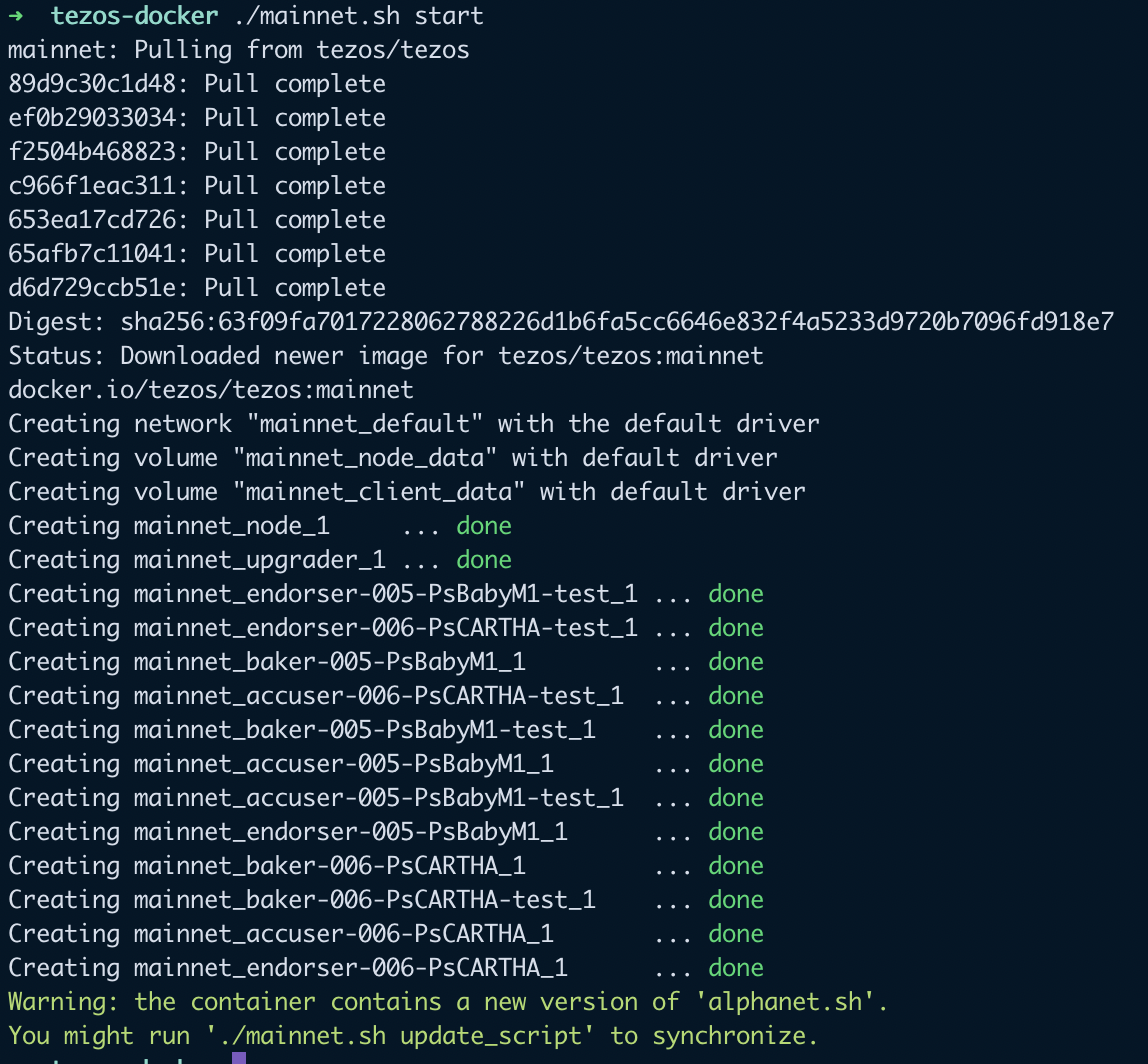 → tezos-docker ./mainnet.sh start
mainnet: Pulling from tezos/tezos
89d9c30c1d48: Pull complete
ef0b29033034: Pull complete
f2504b468823: Pull complete
c966f1eac311: Pull complete
653ea17cd726: Pull complete
65afb7c11041: Pull complete
d6d729ccb51e: Pull complete
Digest: sha256:63f09fa7017228062788226d1b6fa5cc6646e832f4a5233d9720b7096fd918e7
Status: Downloaded newer image for tezos/tezos:mainnet
docker.io/tezos/tezos:mainnet
Creating network "mainnet_default" with the default driver
Creating volume "mainnet_node_data" with default driver
Creating volume "mainnet_client_data" with default driver
Creating mainnet_node_1     ... done
Creating mainnet_upgrader_1 ... done
Creating mainnet_endorser-005-PsBabyM1-test_1 ... done
Creating mainnet_endorser-006-PsCARTHA-test_1 ... done
Creating mainnet_baker-005-PsBabyM1_1         ... done
Creating mainnet_accuser-006-PsCARTHA-test_1  ... done
Creating mainnet_baker-005-PsBabyM1-test_1    ... done
Creating mainnet_accuser-005-PsBabyM1_1       ... done
Creating mainnet_accuser-005-PsBabyM1-test_1  ... done
Creating mainnet_endorser-005-PsBabyM1_1      ... done
Creating mainnet_baker-006-PsCARTHA_1         ... done
Creating mainnet_baker-006-PsCARTHA-test_1    ... done
Creating mainnet_accuser-006-PsCARTHA_1       ... done
Creating mainnet_endorser-006-PsCARTHA_1      ... done
Warning: the container contains a new version of 'alphanet.sh'.
You might run './mainnet.sh update_script' to synchronize.